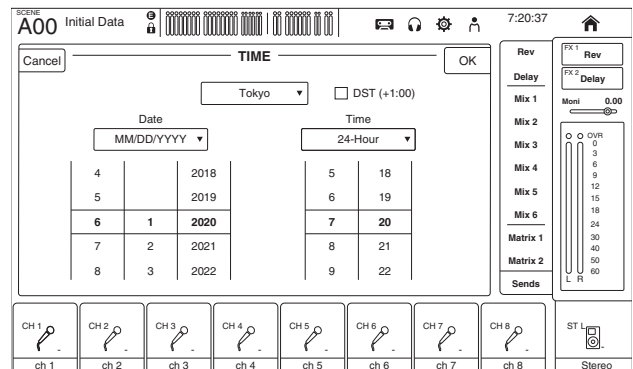 SCENE
A00 Initial Data
E
7:20:37
Cancel
TIME
OK
Tokyo ▼
DST (+1:00)
Date
Time
MM/DD/YYYY ▼
24-Hour ▼
4 2018 5 18
5 2019 6 19
6 1 2020 7 20
7 2 2021 8 21
8 3 2022 9 22
Rev
Delay
Mix 1
Mix 2
Mix 3
Mix 4
Mix 5
Mix 6
Matrix 1
Matrix 2
Sends
FX 1
Rev
FX 2
Delay
Moni 0.00
OVR
0
3
6
9
12
15
18
24
30
40
50
60
L R
CH 1
CH 2
CH 3
CH 4
CH 5
CH 6
CH 7
CH 8
ST L
ch 1
ch 2
ch 3
ch 4
ch 5
ch 6
ch 7
ch 8
Stereo